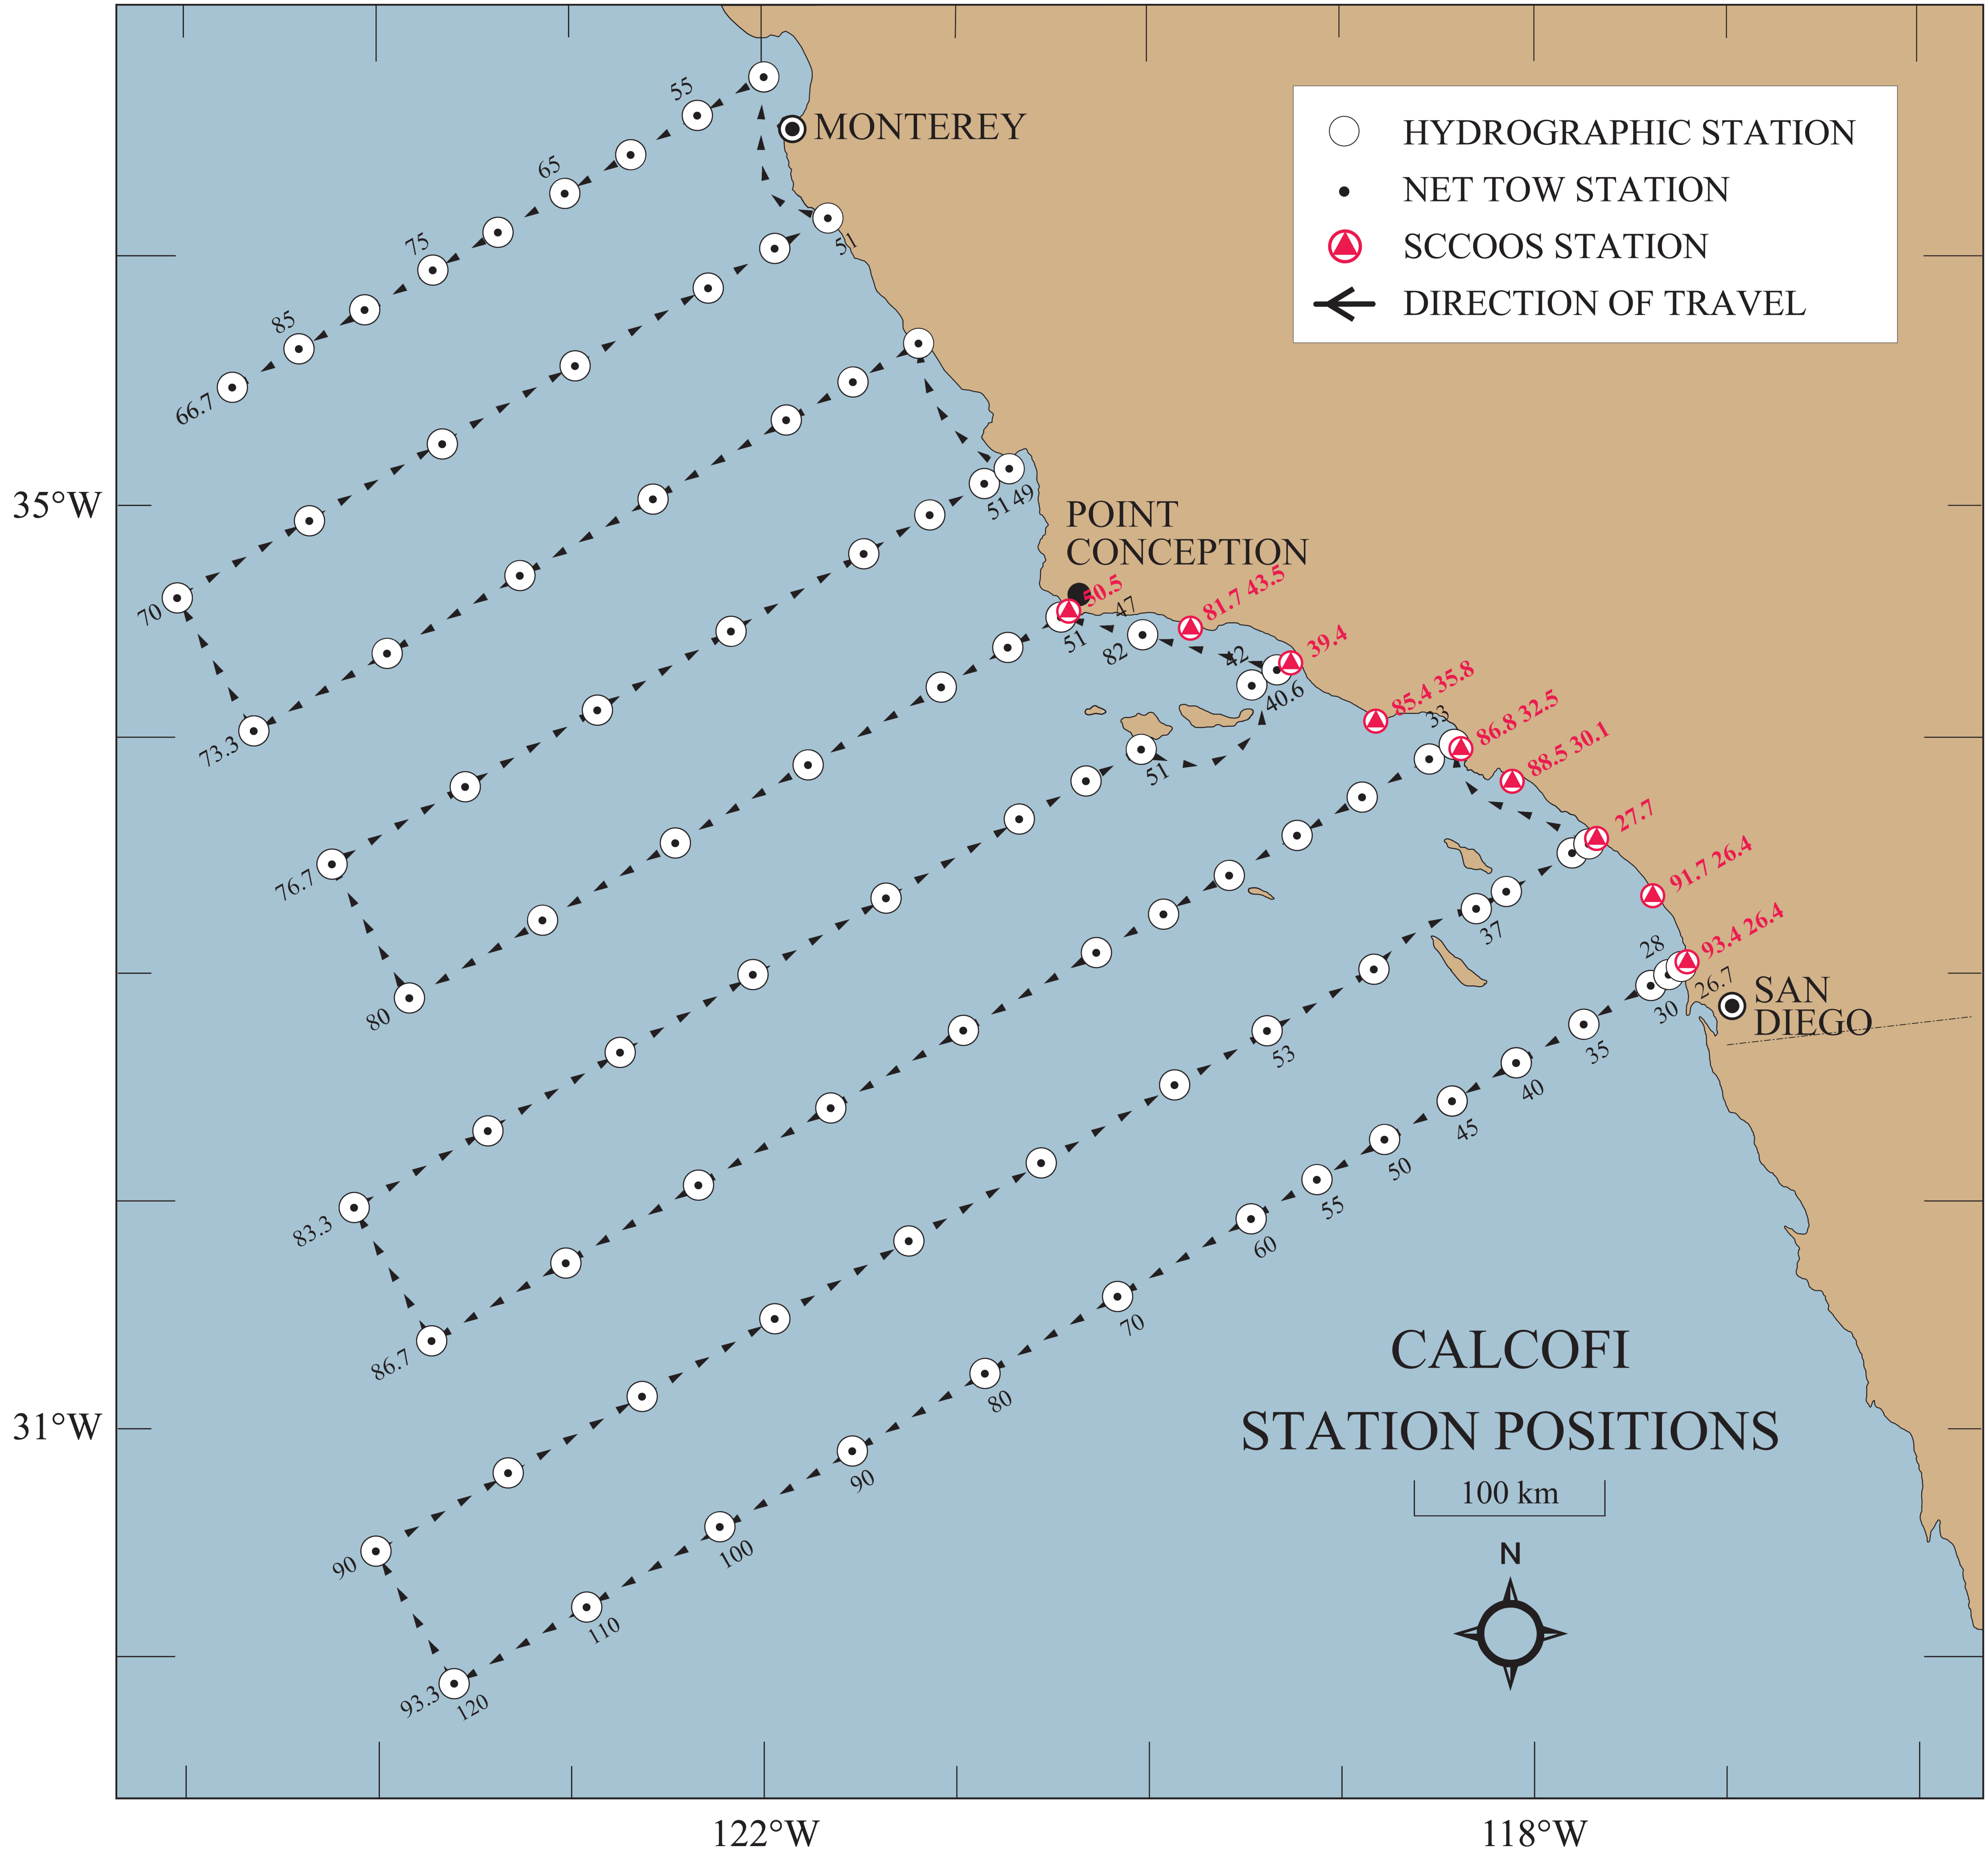 55
MONTEREY
HYDROGRAPHIC STATION
NET TOW STATION
SCCOOS STATION
DIRECTION OF TRAVEL
65
75
51
85
66.7
35°W
51 49
POINT
CONCEPTION
70
50.5
47
81.7 43.5
51
82
42
39.4
40.6
85.4 35.8
33
86.8 32.5
73.3
88.5 30.1
51
27.7
76.7
91.7 26.4
37
93.4 26.4
28
26.7
30
SAN
DIEGO
80
53
35
40
45
50
55
83.3
60
70
86.7
CALCOFI
STATION POSITIONS
80
31°W
90
100 km
100
N
90
110
93.3
120
122°W
118°W